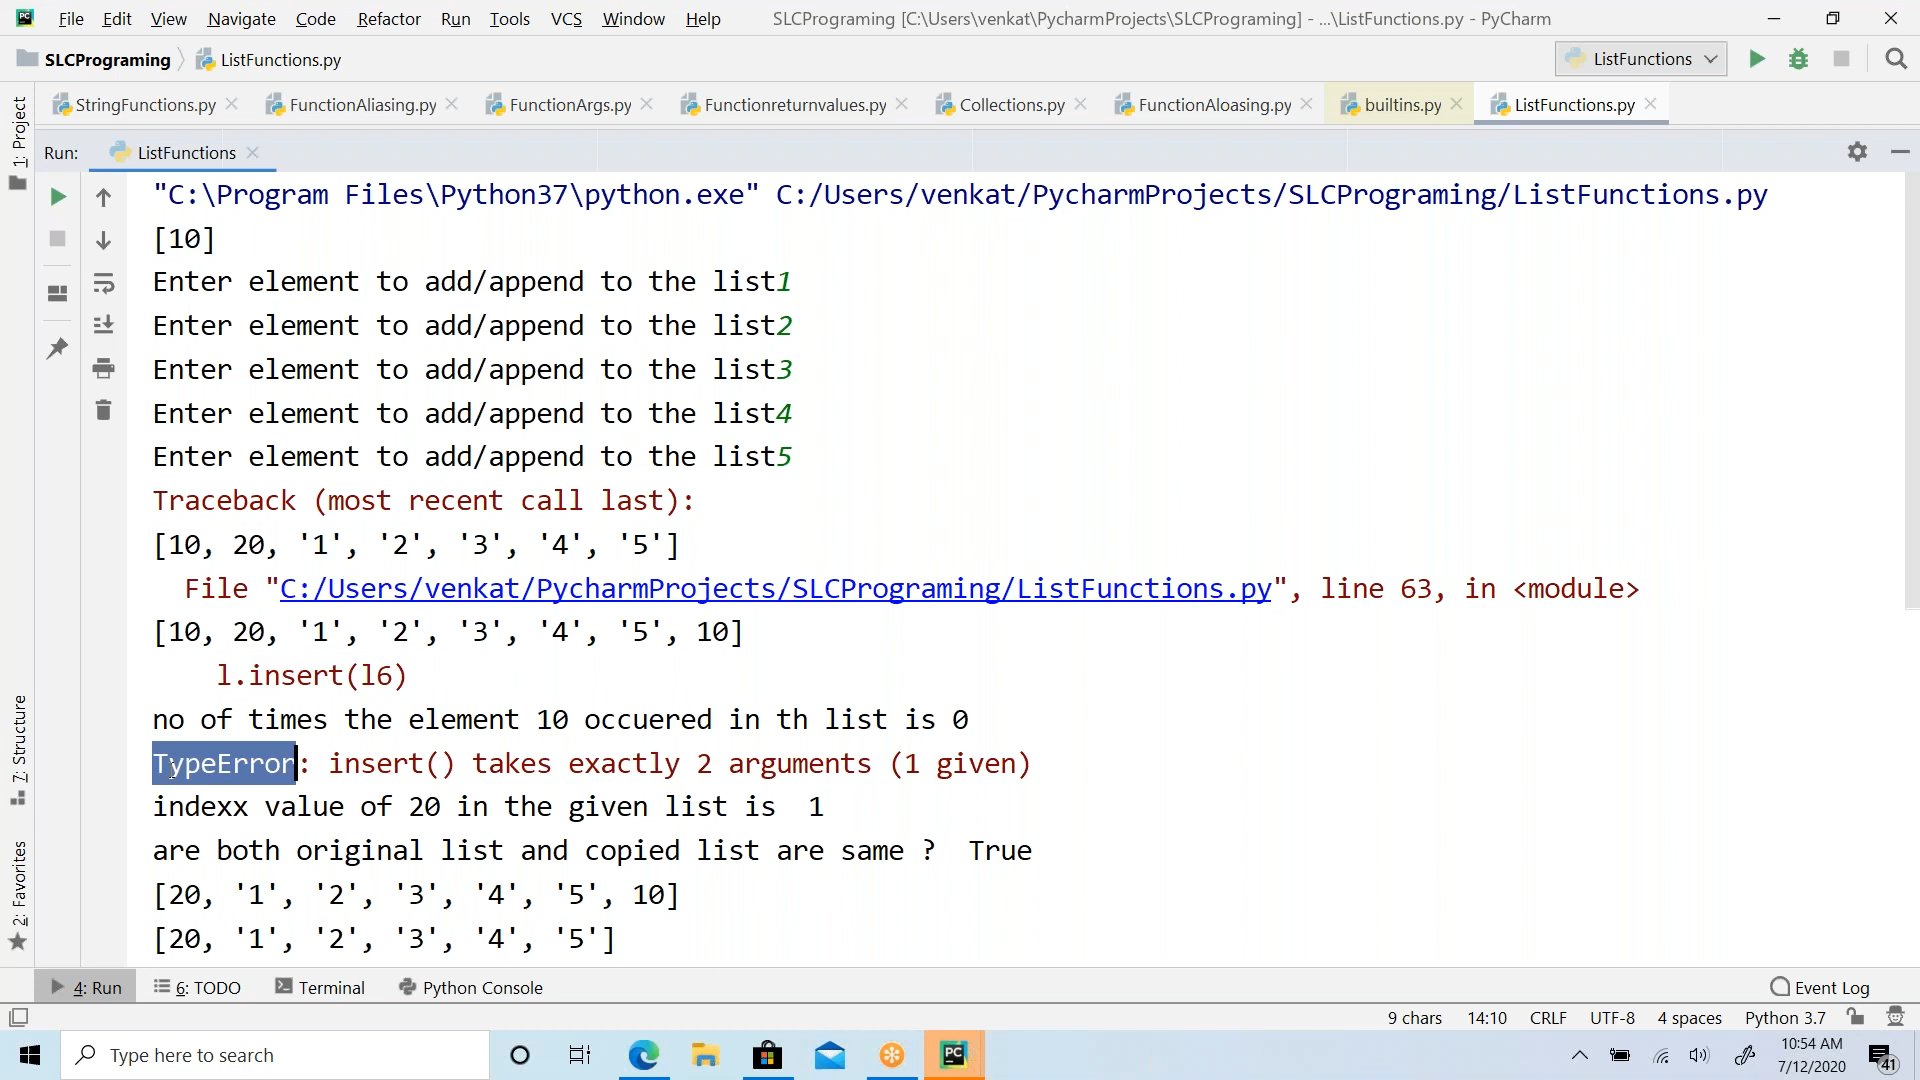 File Edit View Navigate Code Refactor Run Tools VCS Window Help SLCPrograming [C:\Users\venkat\PycharmProjects\SLCPrograming] - ...\ListFunctions.py - PyCharm
SLCPrograming ListFunctions.py ListFunctions
StringFunctions.py FunctionAliasing.py FunctionArgs.py Functionreturnvalues.py Collections.py FunctionAloasing.py builtins.py ListFunctions.py
1: Project
Run: ListFunctions
"C:\Program Files\Python37\python.exe" C:/Users/venkat/PycharmProjects/SLCPrograming/ListFunctions.py
[10]
Enter element to add/append to the list1
Enter element to add/append to the list2
Enter element to add/append to the list3
Enter element to add/append to the list4
Enter element to add/append to the list5
Traceback (most recent call last):
[10, 20, '1', '2', '3', '4', '5']
File "C:/Users/venkat/PycharmProjects/SLCPrograming/ListFunctions.py", line 63, in <module>
[10, 20, '1', '2', '3', '4', '5', 10]
l.insert(l6)
no of times the element 10 occuered in th list is 0
TypeError: insert() takes exactly 2 arguments (1 given)
indexx value of 20 in the given list is  1
are both original list and copied list are same ?  True
[20, '1', '2', '3', '4', '5', 10]
[20, '1', '2', '3', '4', '5']
7: Structure
2: Favorites
4: Run 6: TODO Terminal Python Console Event Log
9 chars 14:10 CRLF UTF-8 4 spaces Python 3.7
Type here to search
PC
10:54 AM
7/12/2020
41